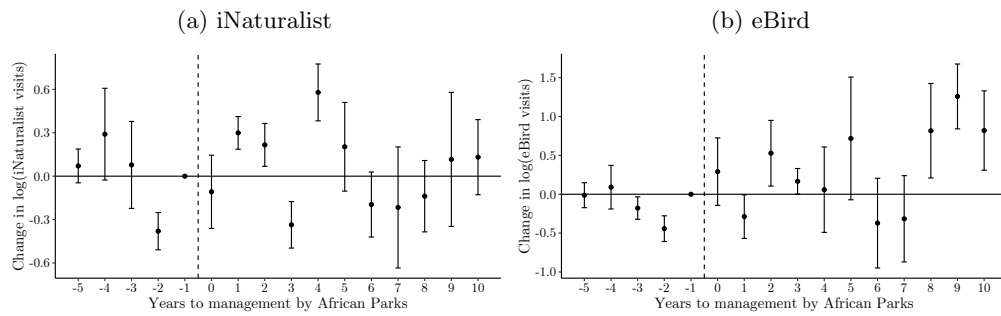 (a) iNaturalist
Change in log(iNaturalist visits)
0.6
0.3
0.0
-0.3
-0.6
-5 -4 -3 -2 -1 0 1 2 3 4 5 6 7 8 9 10
Years to management by African Parks
(b) eBird
Change in log(eBird visits)
1.5
1.0
0.5
0.0
-0.5
-1.0
-5 -4 -3 -2 -1 0 1 2 3 4 5 6 7 8 9 10
Years to management by African Parks